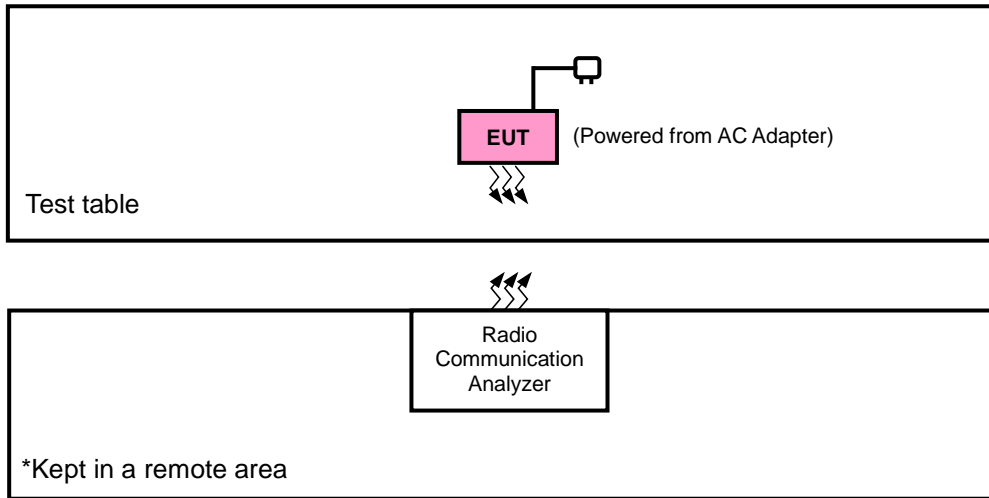 EUT
(Powered from AC Adapter)
Test table
Radio
Communication
Analyzer
*Kept in a remote area